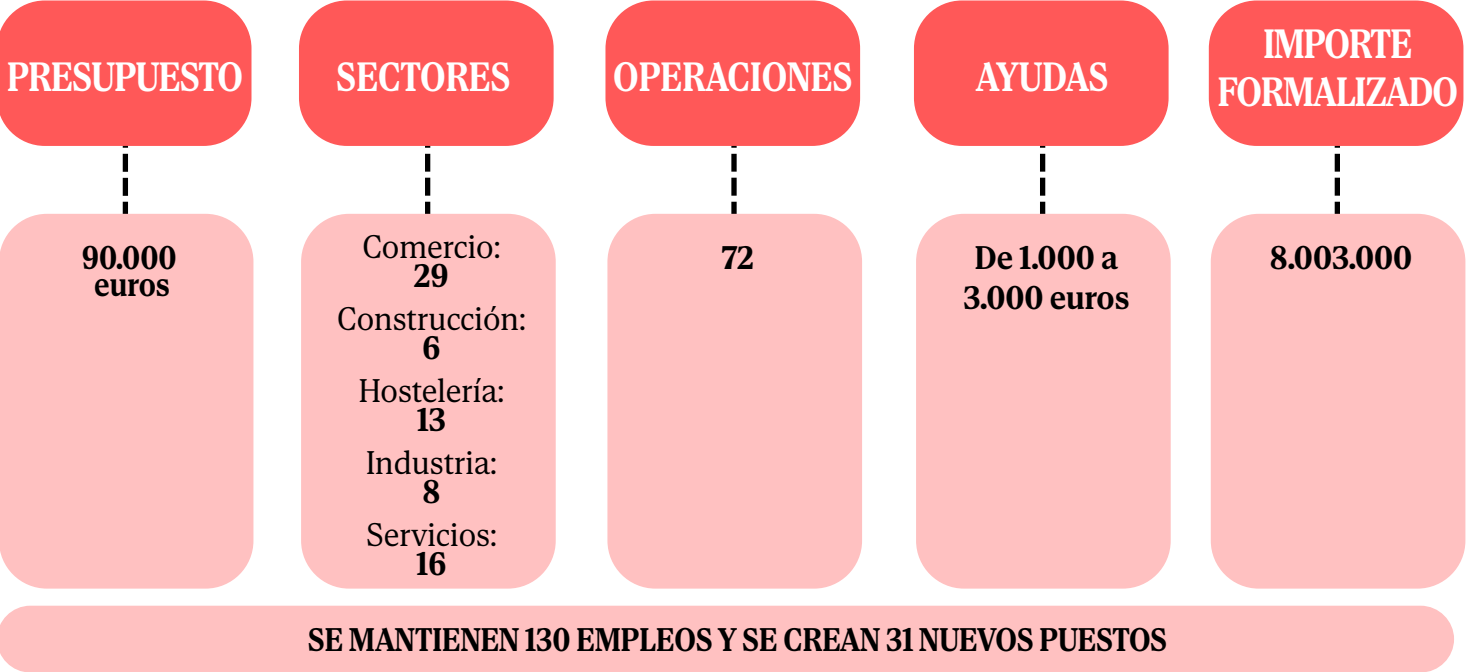 PRESUPUESTO
90.000
euros
SECTORES
Comercio:
29
Construcción:
6
Hostelería:
13
Industria:
8
Servicios:
16
OPERACIONES
72
AYUDAS
De 1.000 a
3.000 euros
IMPORTE
FORMALIZADO
8.003.000
SE MANTIENEN 130 EMPLEOS Y SE CREAN 31 NUEVOS PUESTOS